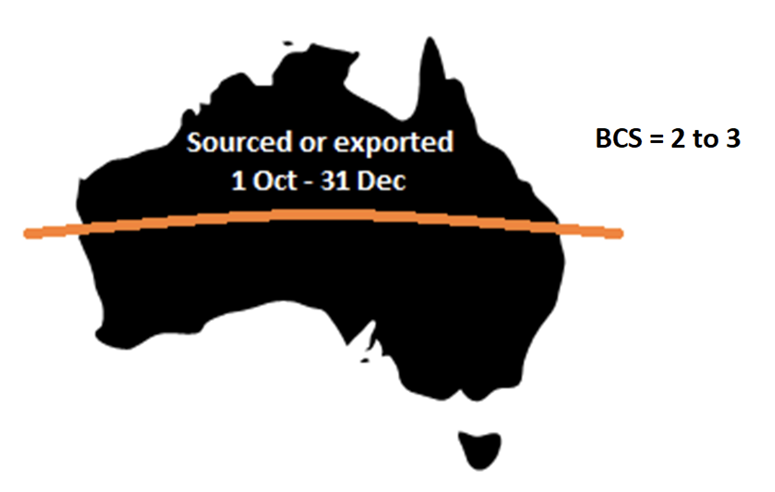 Sourced or exported
1 Oct - 31 Dec
BCS = 2 to 3